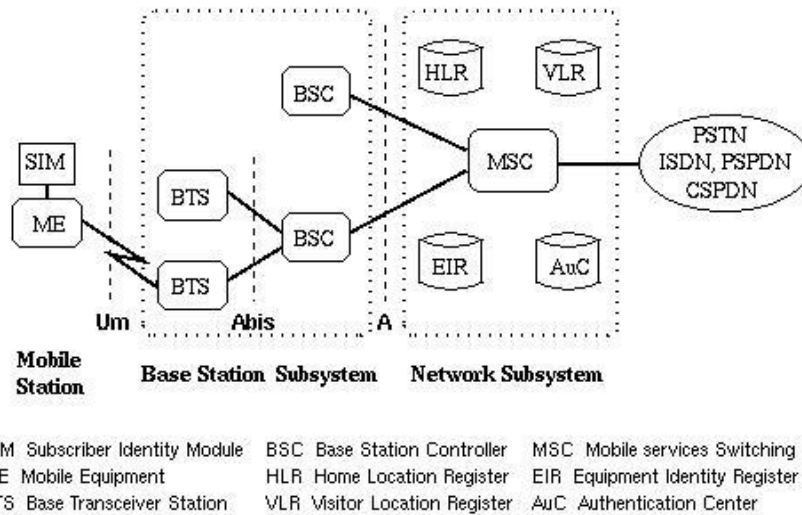 HLR
VLR
BSC
PSTN
ISDN, PSPDN
CSPDN
MSC
SIM
BTS
ME
BSC
EIR
AuC
BTS
Um
Abis
A
Mobile
Station
Base Station Subsystem
Network Subsystem
M Subscriber Identity Module BSC Base Station Controller MSC Mobile services Switching
E Mobile Equipment HLR Home Location Register EIR Equipment Identity Register
TS Base Transceiver Station VLR Visitor Location Register AuC Authentication Center